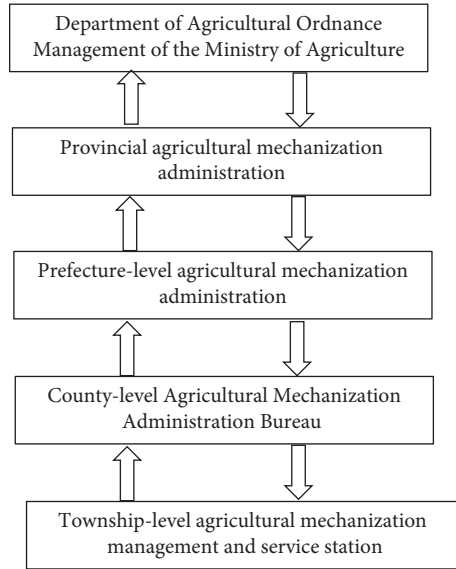 Department of Agricultural Ordnance
Management of the Ministry of Agriculture
Provincial agricultural mechanization
administration
Prefecture-level agricultural mechanization
administration
County-level Agricultural Mechanization
Administration Bureau
Township-level agricultural mechanization
management and service station